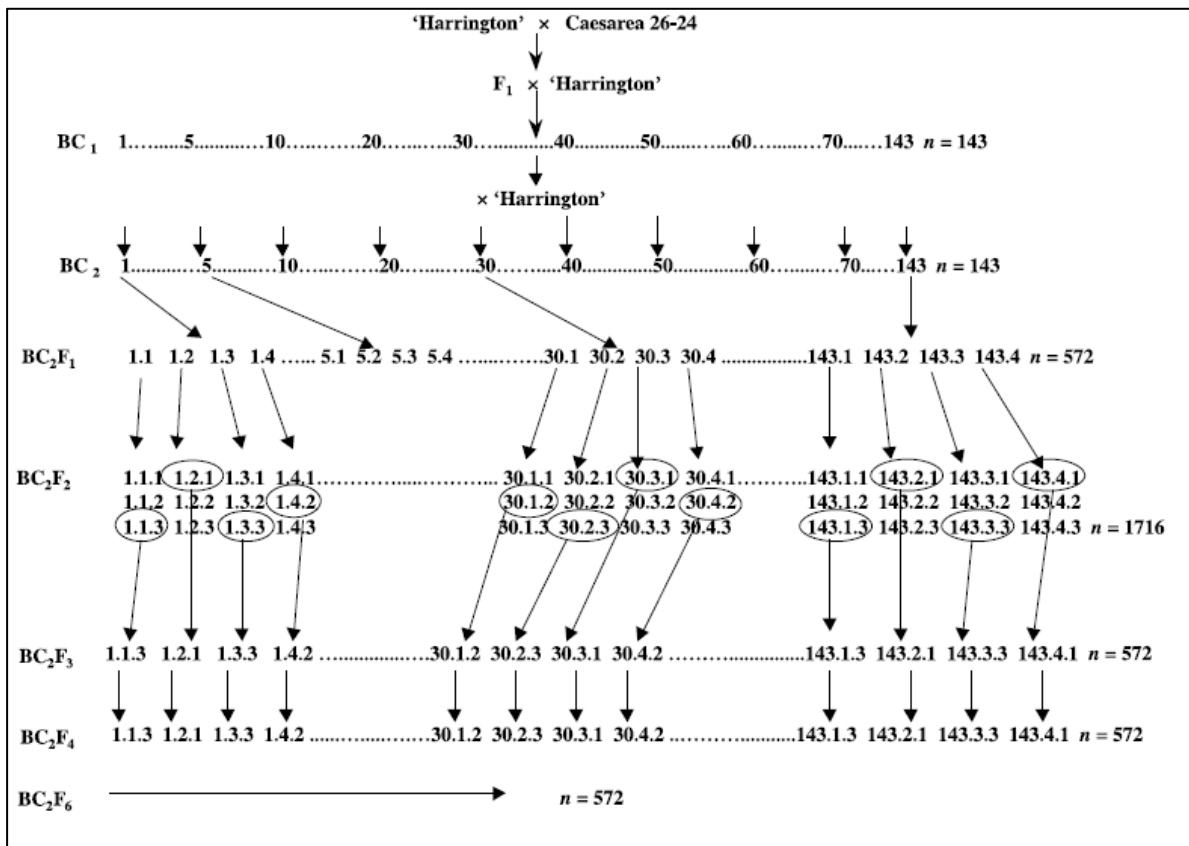 ‘Harrington’ × Caesarea 26-24
F₁ × ‘Harrington’
BC ₁ 1…........5...........10………….20…........30……..........40............50...........60…….........70...….143 n = 143
× ‘Harrington’
BC ₂ 1...............5............10…………...20………......30…..........40............50............60…….......70...….143 n = 143
BC₂F₁ 1.1 1.2 1.3 1.4 ….... 5.1 5.2 5.3 5.4 ……....……...30.1 30.2 30.3 30.4 .....................143.1 143.2 143.3 143.4 n = 572
BC₂F₂ 1.1.1 1.2.1 1.3.1 1.4.1 ……………………............ 30.1.1 30.2.1 30.3.1 30.4.1………..........143.1.1 143.2.1 143.3.1 143.4.1
1.1.2 1.2.2 1.3.2 1.4.2 30.1.2 30.2.2 30.3.2 30.4.2 143.1.2 143.2.2 143.3.2 143.4.2
1.1.3 1.2.3 1.3.3 1.4.3 30.1.3 30.2.3 30.3.3 30.4.3 143.1.3 143.2.3 143.3.3 143.4.3 n = 1716
BC₂F₃ 1.1.3 1.2.1 1.3.3 1.4.2……...............…….30.1.2 30.2.3 30.3.1 30.4.2 ………...............143.1.3 143.2.1 143.3.3 143.4.1 n = 572
BC₂F₄ 1.1.3 1.2.1 1.3.3 1.4.2 .......…..............…...30.1.2 30.2.3 30.3.1 30.4.2 ………..…............143.1.3 143.2.1 143.3.3 143.4.1 n = 572
BC₂F₆ n = 572